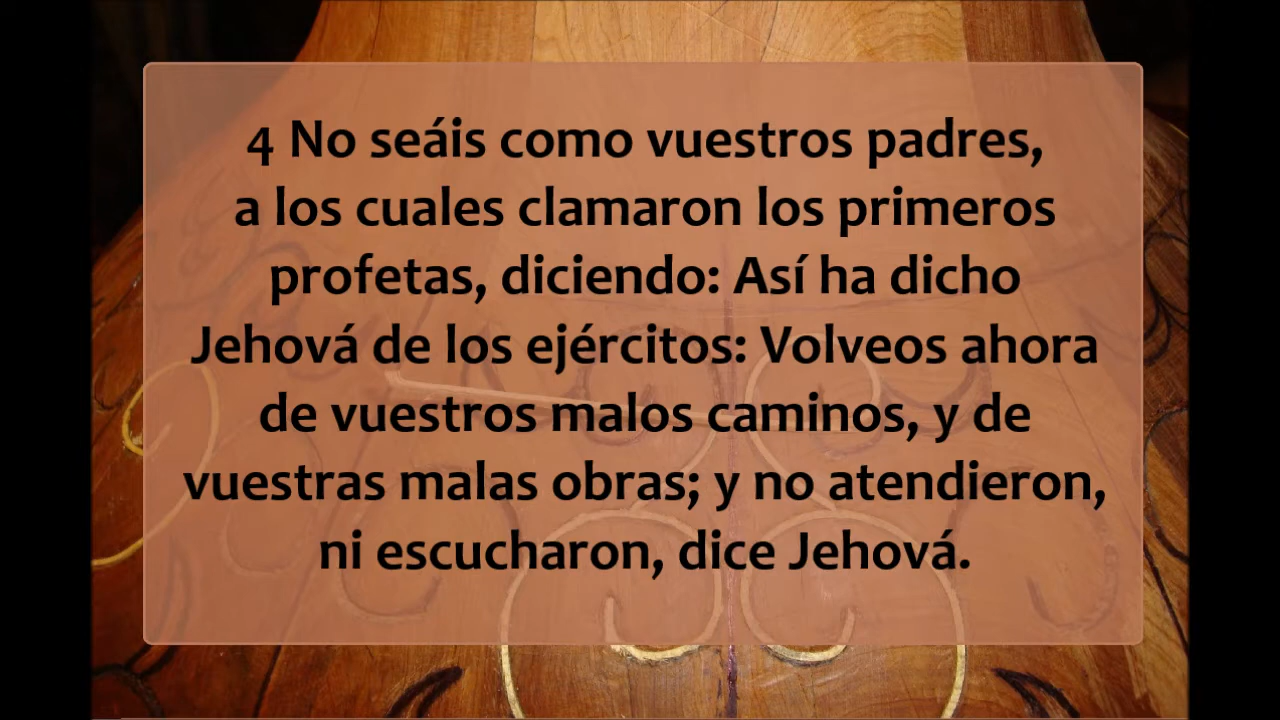 4 No seáis como vuestros padres,
a los cuales clamaron los primeros
profetas, diciendo: Así ha dicho
Jehová de los ejércitos: Volveos ahora
de vuestros malos caminos, y de
vuestras malas obras; y no atendieron,
ni escucharon, dice Jehová.